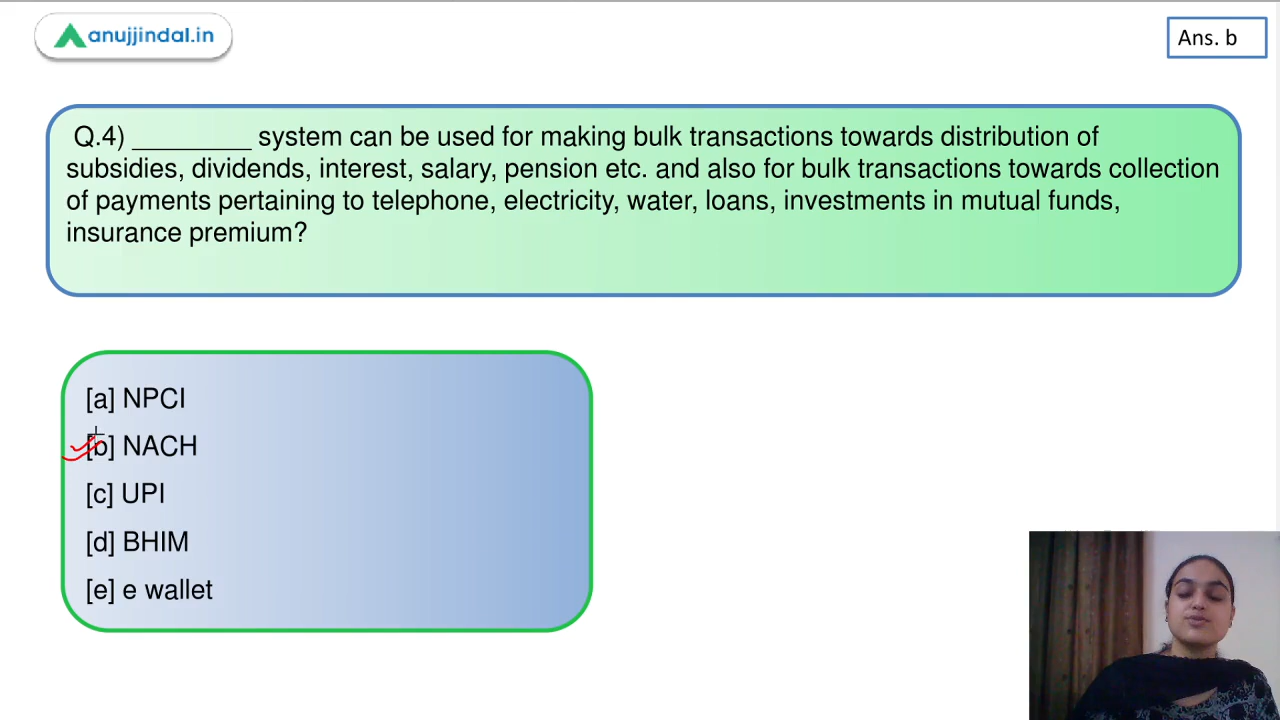 anujjindal.in
Ans. b
Q.4) ________ system can be used for making bulk transactions towards distribution of
subsidies, dividends, interest, salary, pension etc. and also for bulk transactions towards collection
of payments pertaining to telephone, electricity, water, loans, investments in mutual funds,
insurance premium?
[a] NPCI
[b] NACH
[c] UPI
[d] BHIM
[e] e wallet